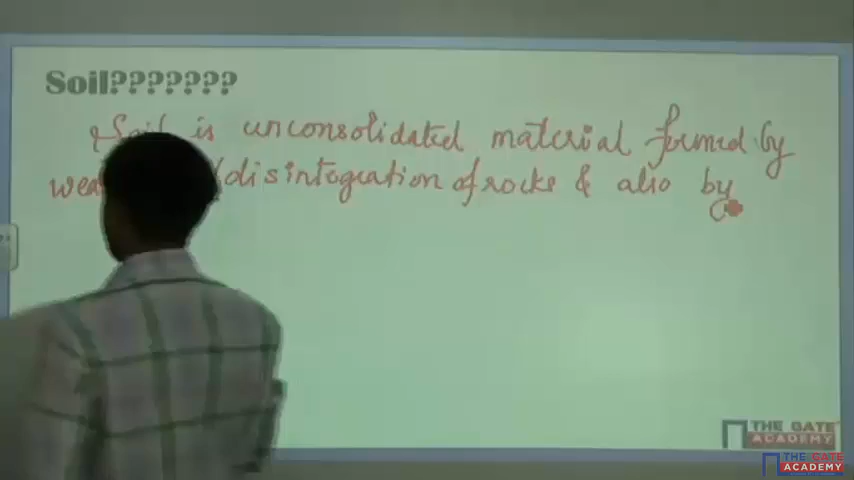 Soil???????
Soil is unconsolidated material formed by
/disintegration of rocks & also by
THE GATE
ACADEMY
THE GATE
ACADEMY